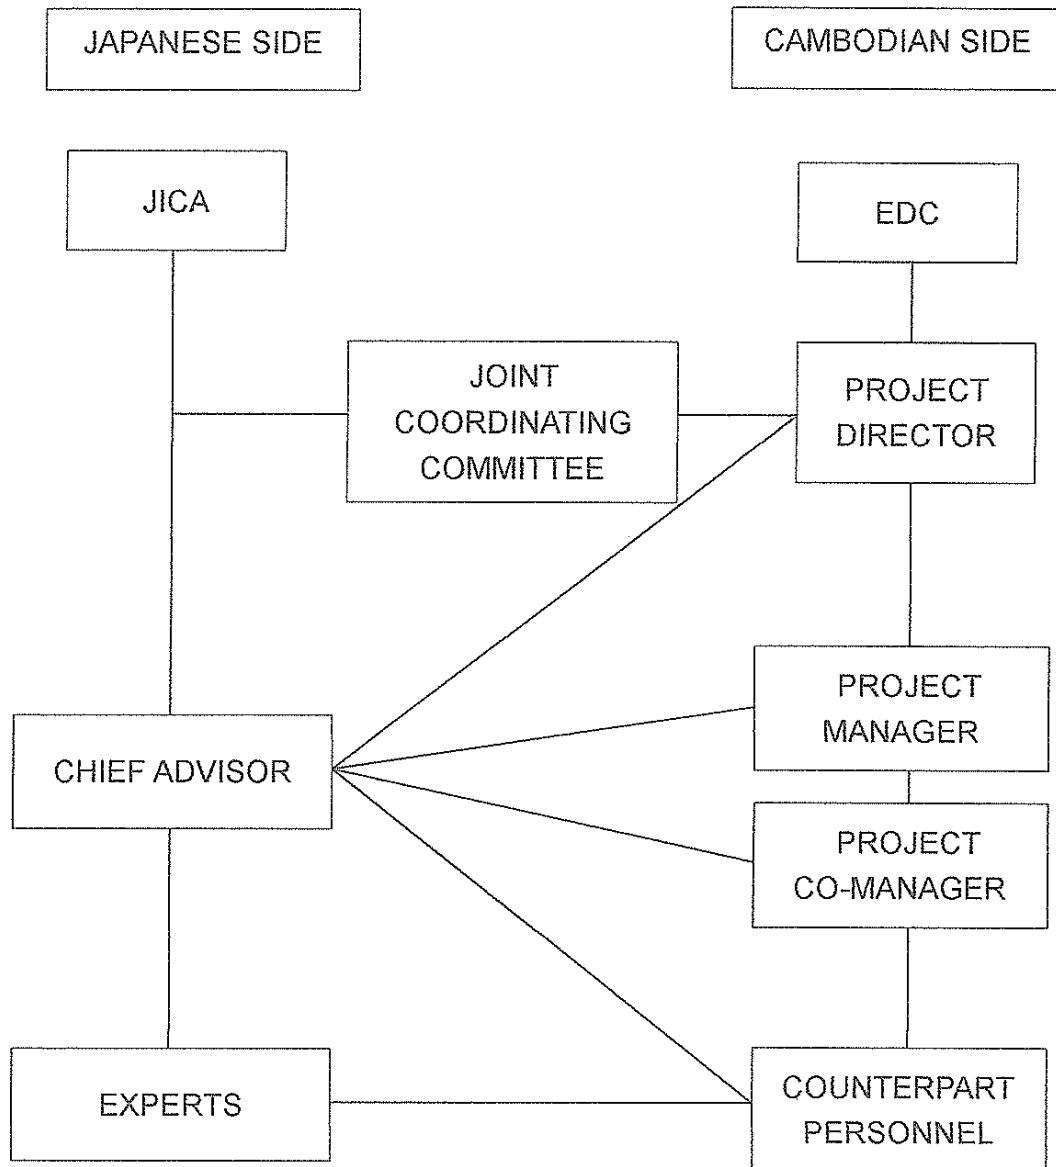 JAPANESE SIDE
CAMBODIAN SIDE
JICA
EDC
JOINT
COORDINATING
COMMITTEE
PROJECT
DIRECTOR
PROJECT
MANAGER
CHIEF ADVISOR
PROJECT
CO-MANAGER
EXPERTS
COUNTERPART
PERSONNEL